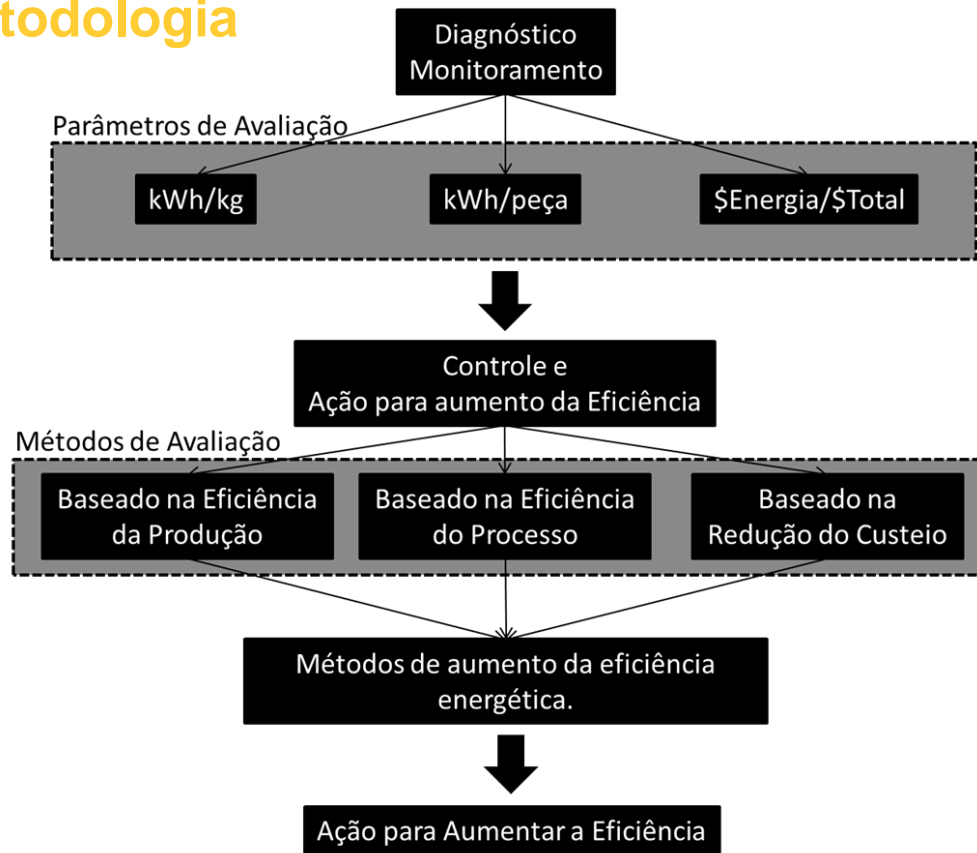 todologia
Diagnóstico
Monitoramento
Parâmetros de Avaliação
kWh/kg
kWh/peça
$Energia/$Total
Controle e
Ação para aumento da Eficiência
Métodos de Avaliação
Baseado na Eficiência
da Produção
Baseado na Eficiência
do Processo
Baseado na
Redução do Custeio
Métodos de aumento da eficiência
energética.
Ação para Aumentar a Eficiência